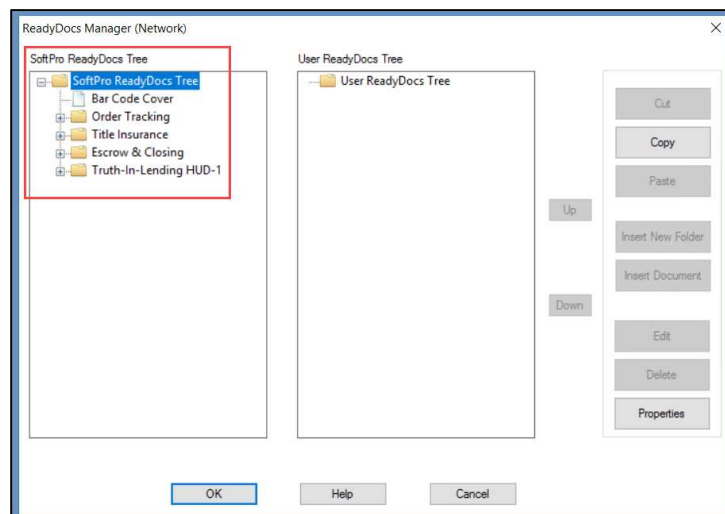 ReadyDocs Manager (Network)
SoftPro ReadyDocs Tree
SoftPro ReadyDocs Tree
Bar Code Cover
Order Tracking
Title Insurance
Escrow & Closing
Truth-In-Lending HUD-1
User ReadyDocs Tree
User ReadyDocs Tree
Up
Down
Cut
Copy
Paste
Insert New Folder
Insert Document
Edit
Delete
Properties
OK
Help
Cancel